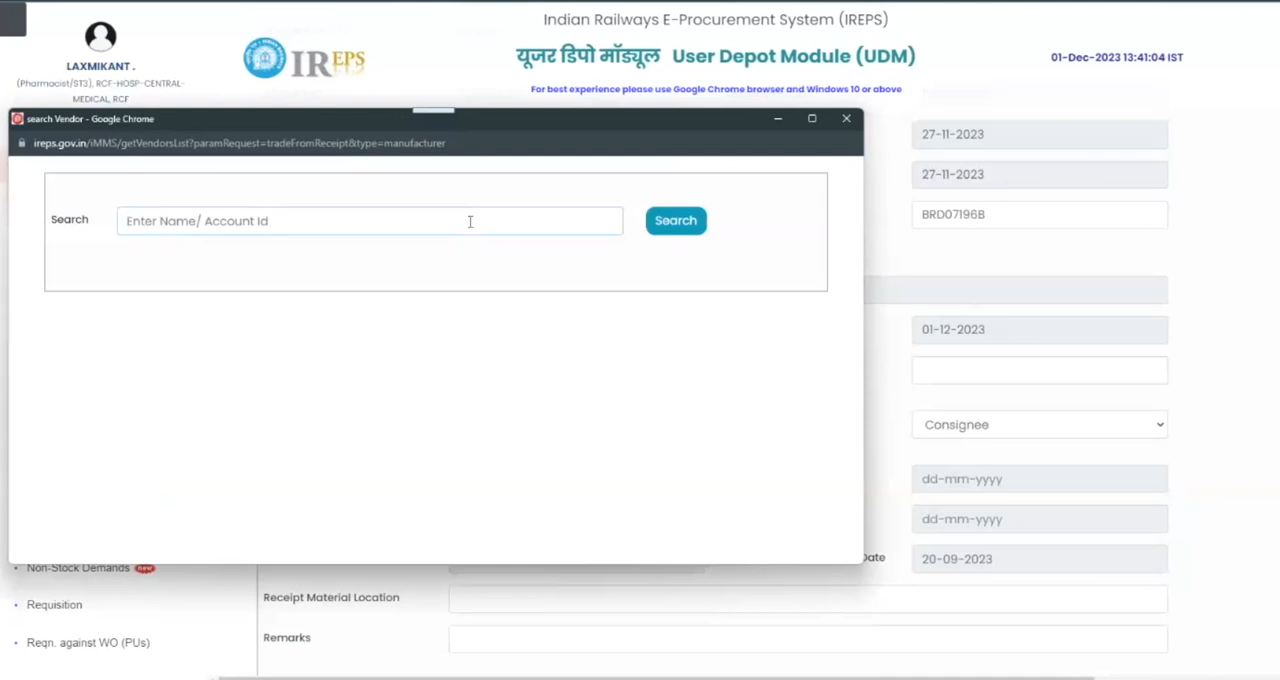 Indian Railways E-Procurement System (IREPS)
LAXMIKANT .
(Pharmacist/ST3), RCF-HOSP-CENTRAL-
MEDICAL, RCF
IREPS
यूजर डिपो मॉड्यूल User Depot Module (UDM)
For best experience please use Google Chrome browser and Windows 10 or above
01-Dec-2023 13:41:04 IST
search Vendor - Google Chrome
ireps.gov.in/iMMS/getVendorsList?paramRequest=tradeFromReceipt&type=manufacturer
Search
Enter Name/ Account Id
Search
27-11-2023
27-11-2023
BRD07196B
01-12-2023
Consignee
dd-mm-yyyy
dd-mm-yyyy
Date
20-09-2023
Non-Stock Demands new
Requisition
Reqn. against WO (PUs)
Receipt Material Location
Remarks